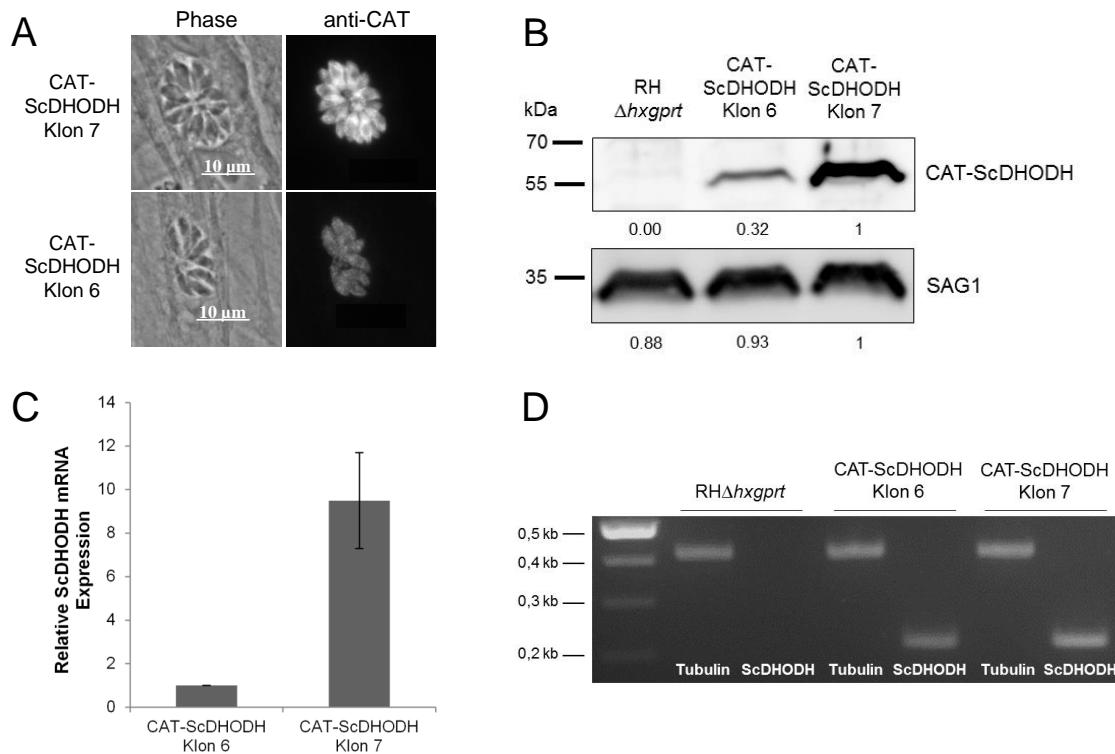 A
Phase
anti-CAT
CAT-
ScDHODH
Klon 7
10 µm
CAT-
ScDHODH
Klon 6
10 µm
B
kDa
RH
Δhxgprt
CAT-
ScDHODH
Klon 6
CAT-
ScDHODH
Klon 7
70
55
CAT-ScDHODH
0.00 0.32 1
35
SAG1
0.88 0.93 1
C
Relative ScDHODH mRNA
Expression
14
12
10
8
6
4
2
0
CAT-ScDHODH
Klon 6
CAT-ScDHODH
Klon 7
D
RHΔhxgprt
CAT-ScDHODH
Klon 6
CAT-ScDHODH
Klon 7
0,5 kb
0,4 kb
0,3 kb
0,2 kb
Tubulin ScDHODH Tubulin ScDHODH Tubulin ScDHODH